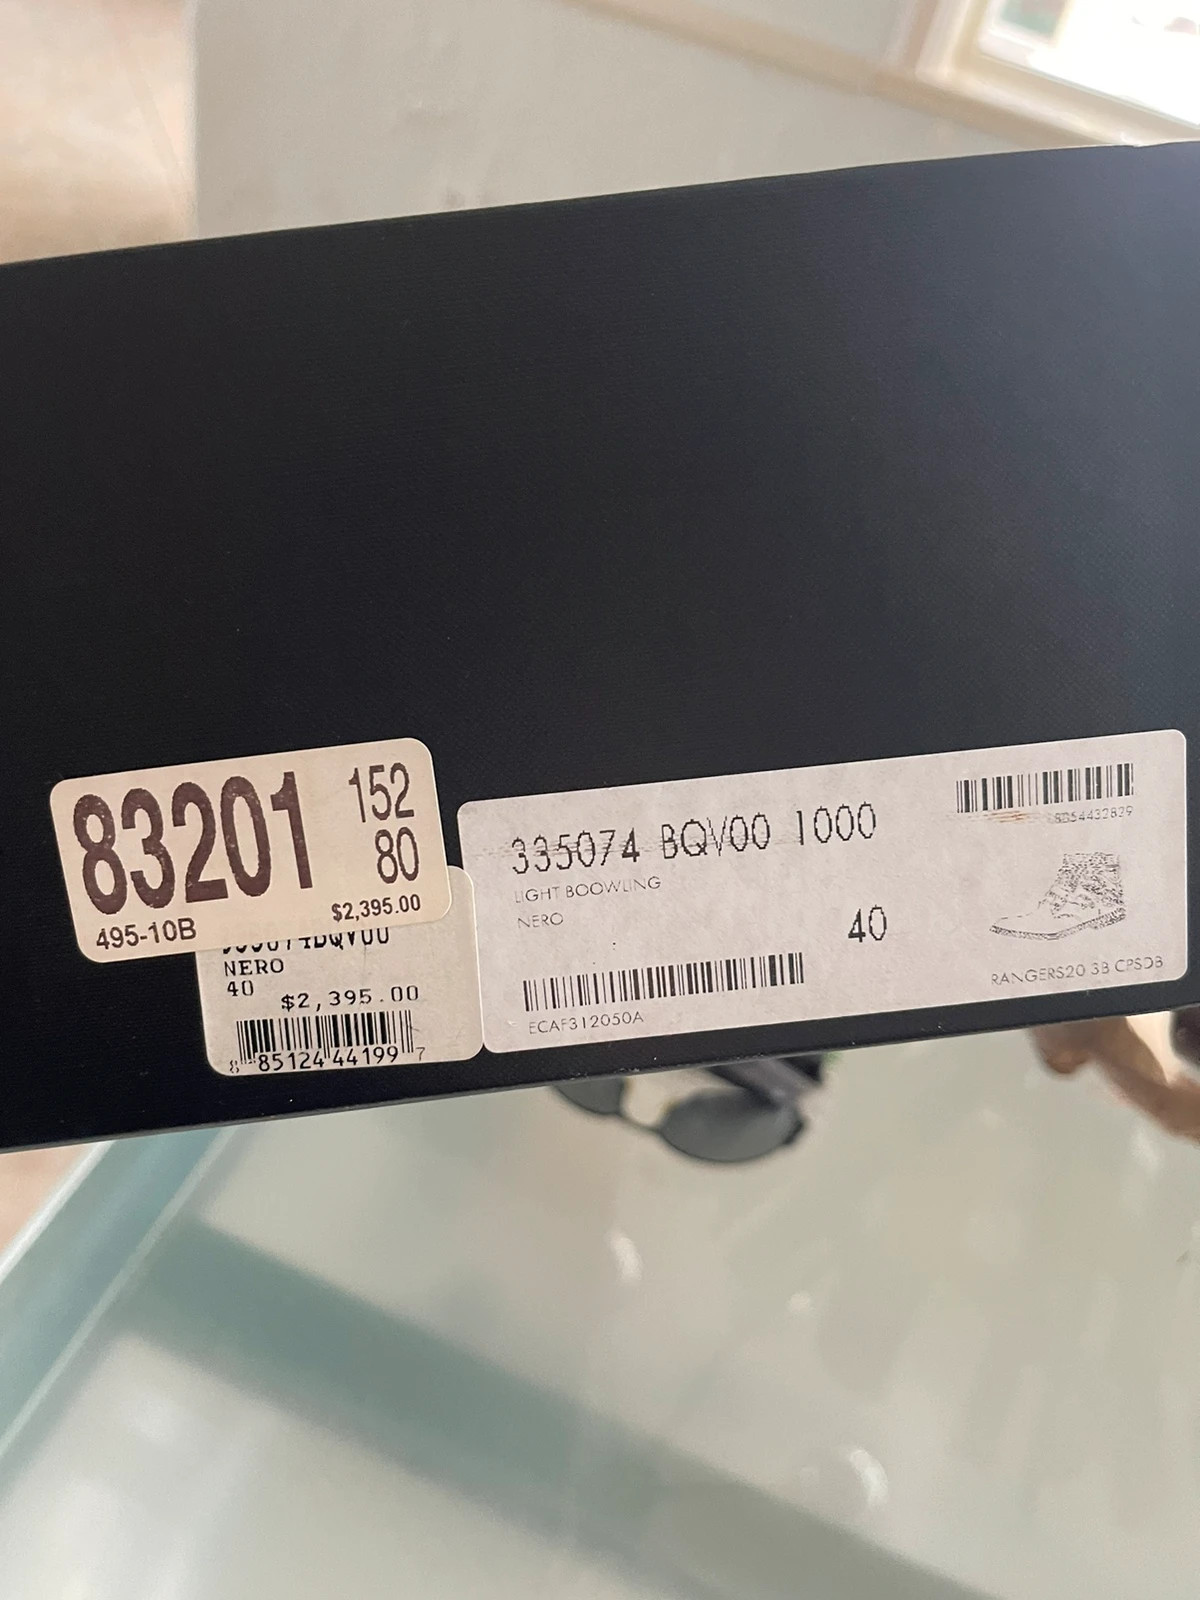 83201
152
80
$2,395.00
495-10B
NERO
40
$2,395.00
8 85124 44199 7
335074 BQV00 1000
LIGHT BOOWLING
NERO
40
ECAF312050A
RANGERS20 3B CPSDB